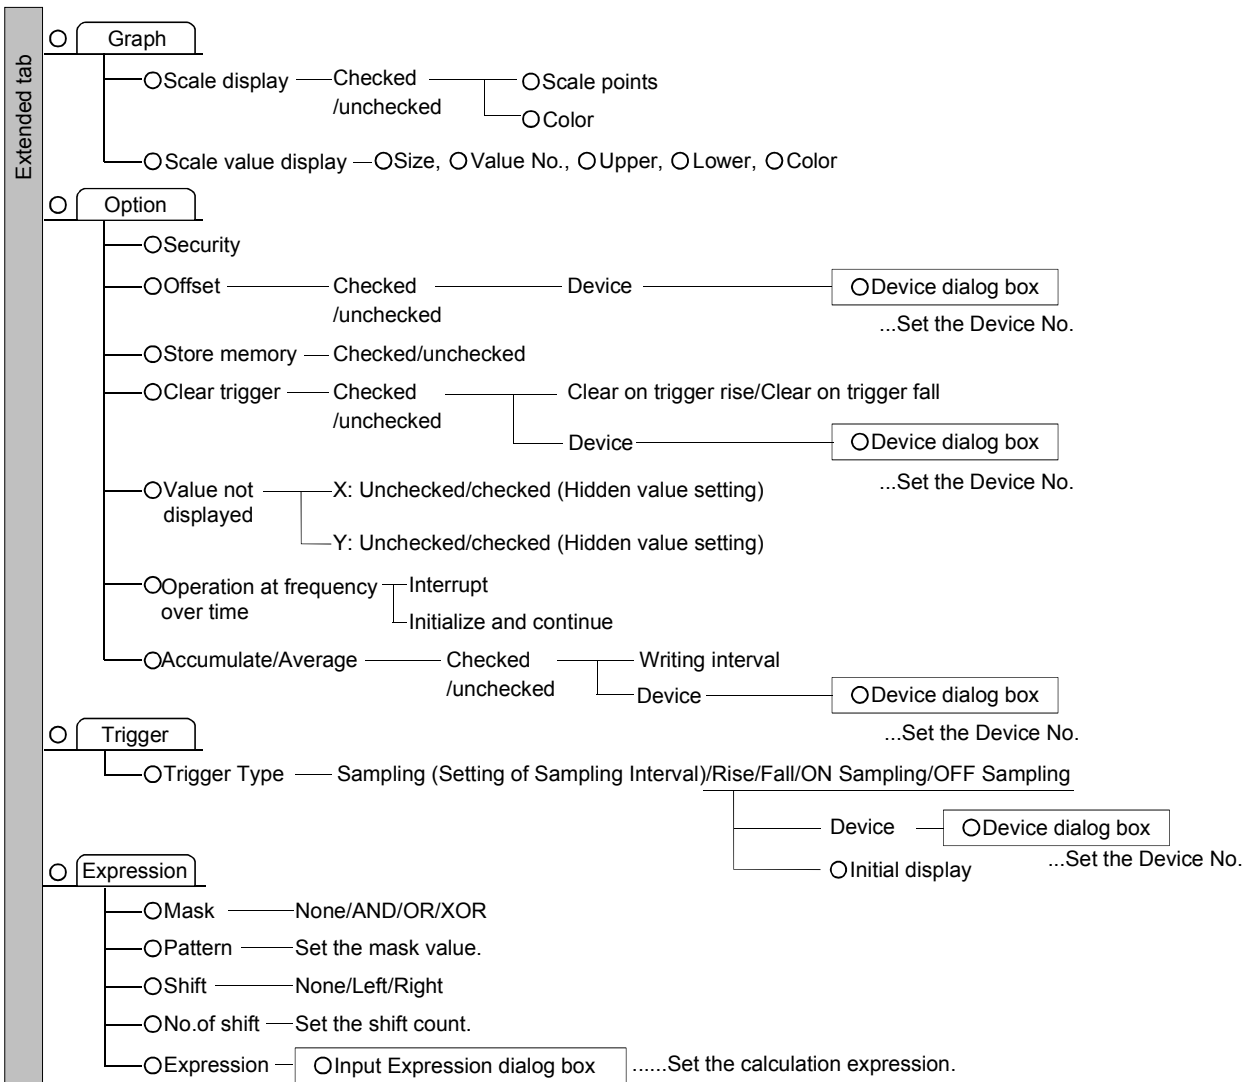 Extended tab
Graph
Scale display
Checked
/unchecked
Scale points
Color
Scale value display
Size, Value No., Upper, Lower, Color
Option
Security
Offset
Checked
/unchecked
Device
Device dialog box
...Set the Device No.
Store memory
Checked/unchecked
Clear trigger
Checked
/unchecked
Clear on trigger rise/Clear on trigger fall
Device
Device dialog box
...Set the Device No.
Value not
displayed
X: Unchecked/checked (Hidden value setting)
Y: Unchecked/checked (Hidden value setting)
Operation at frequency
over time
Interrupt
Initialize and continue
Accumulate/Average
Checked
/unchecked
Writing interval
Device
Device dialog box
...Set the Device No.
Trigger
Trigger Type
Sampling (Setting of Sampling Interval)/Rise/Fall/ON Sampling/OFF Sampling
Device
Device dialog box
...Set the Device No.
Initial display
Expression
Mask
None/AND/OR/XOR
Pattern
Set the mask value.
Shift
None/Left/Right
No.of shift
Set the shift count.
Expression
Input Expression dialog box
......Set the calculation expression.